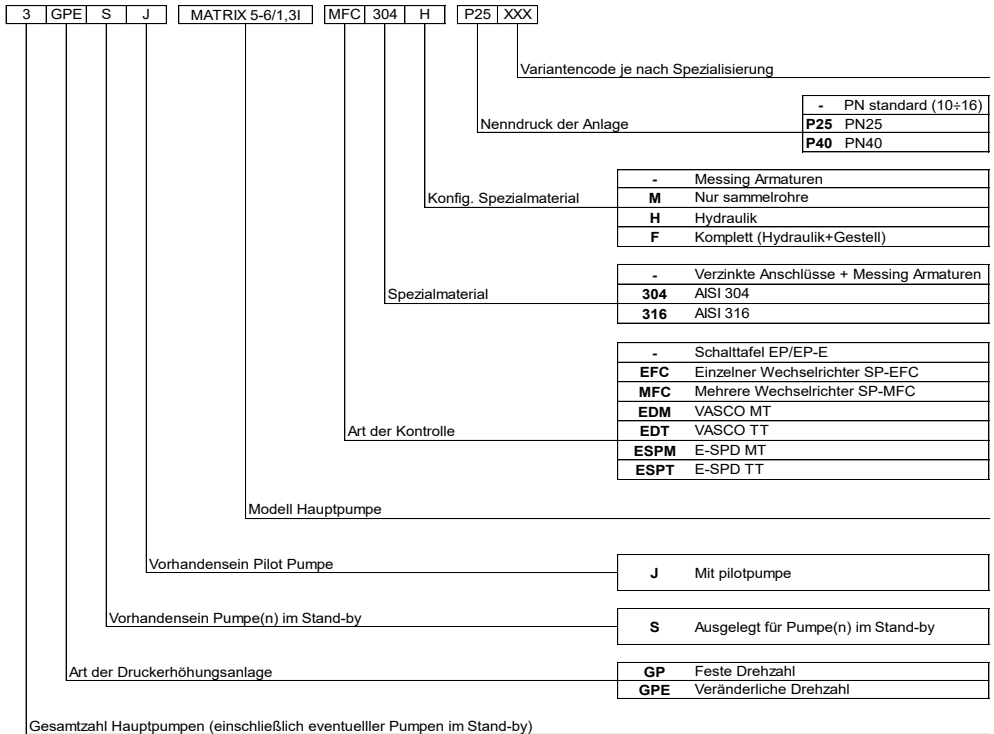 3 GPE S J MATRIX 5-6/1,3I MFC 304 H P25 XXX
Variantencode je nach Spezialisierung
- PN standard (10÷16)
Nenndruck der Anlage P25 PN25
P40 PN40
- Messing Armaturen
Konfig. Spezialmaterial M Nur sammelrohre
H Hydraulik
F Komplett (Hydraulik+Gestell)
- Verzinkte Anschlüsse + Messing Armaturen
Spezialmaterial 304 AISI 304
316 AISI 316
- Schalttafel EP/EP-E
EFC Einzelner Wechselrichter SP-EFC
MFC Mehrere Wechselrichter SP-MFC
EDM VASCO MT
Art der Kontrolle EDT VASCO TT
ESPM E-SPD MT
ESPT E-SPD TT
Modell Hauptpumpe
Vorhandensein Pilot Pumpe J Mit pilotpumpe
Vorhandensein Pumpe(n) im Stand-by S Ausgelegt für Pumpe(n) im Stand-by
Art der Druckerhöhungsanlage GP Feste Drehzahl
GPE Veränderliche Drehzahl
Gesamtzahl Hauptpumpen (einschließlich eventuelller Pumpen im Stand-by)